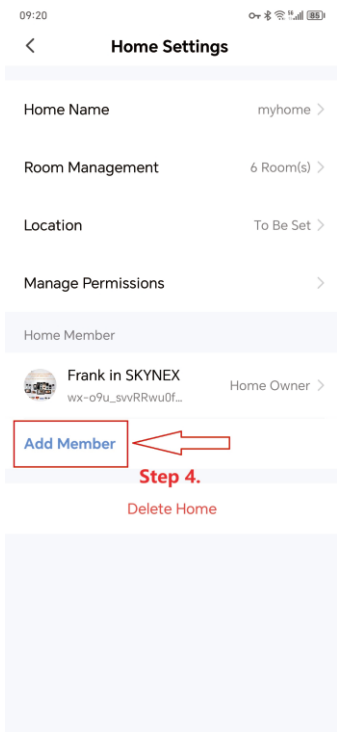 09:20
85
Home Settings
Home Name
myhome
Room Management
6 Room(s)
Location
To Be Set
Manage Permissions
Home Member
Frank in SKYNEX
wx-o9u_svvRRwu0f...
Home Owner
Add Member
Step 4.
Delete Home